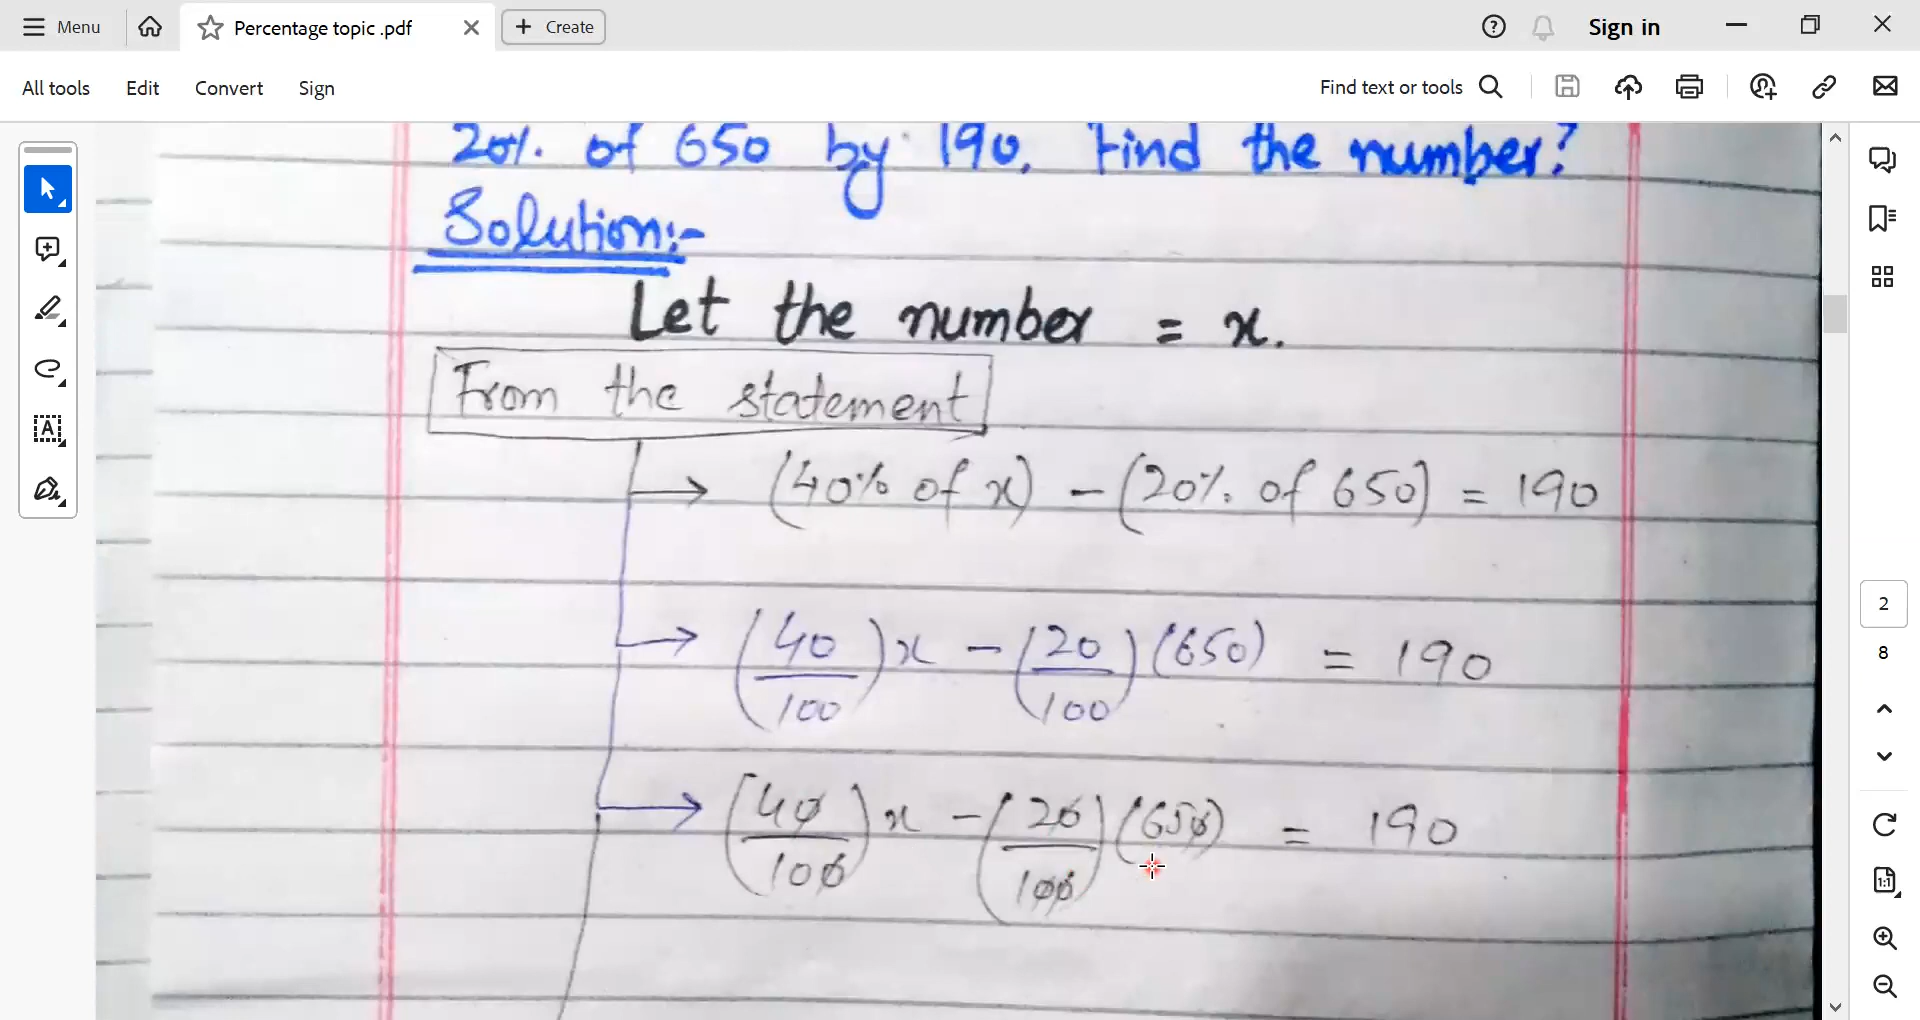 Menu Percentage topic .pdf Create Sign in
All tools Edit Convert Sign Find text or tools
20% of 650 by 190. Find the number?
Solution:-
Let the number = x.
From the statement
(40% of x) - (20% of 650) = 190
(40/100)x - (20/100)(650) = 190
(40/100)x - (20/100)(650) = 190
2
8